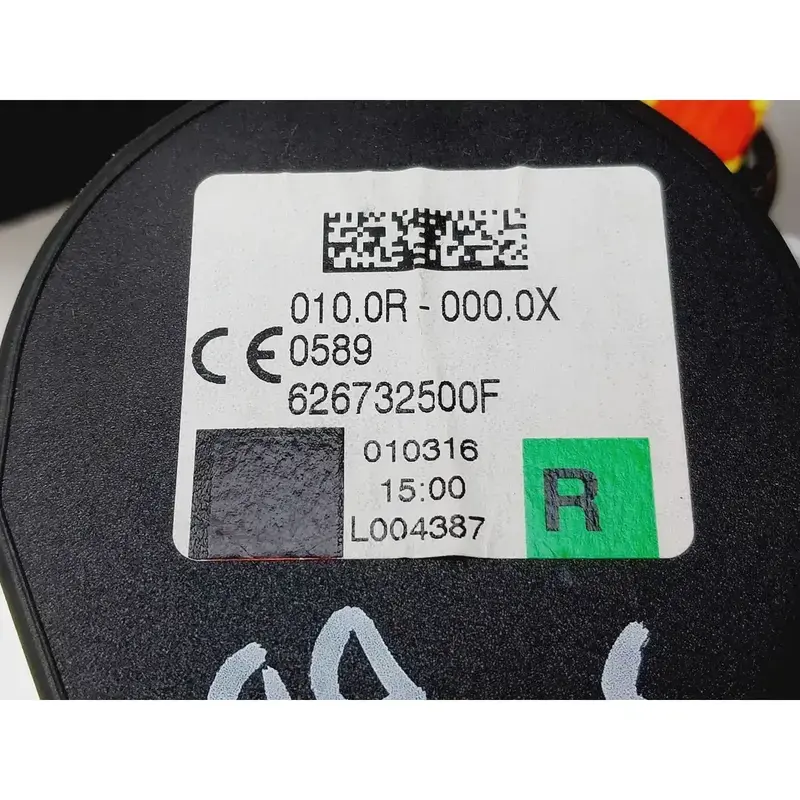 010.0R - 000.0X
CE 0589
626732500F
010316
15:00
L004387
R